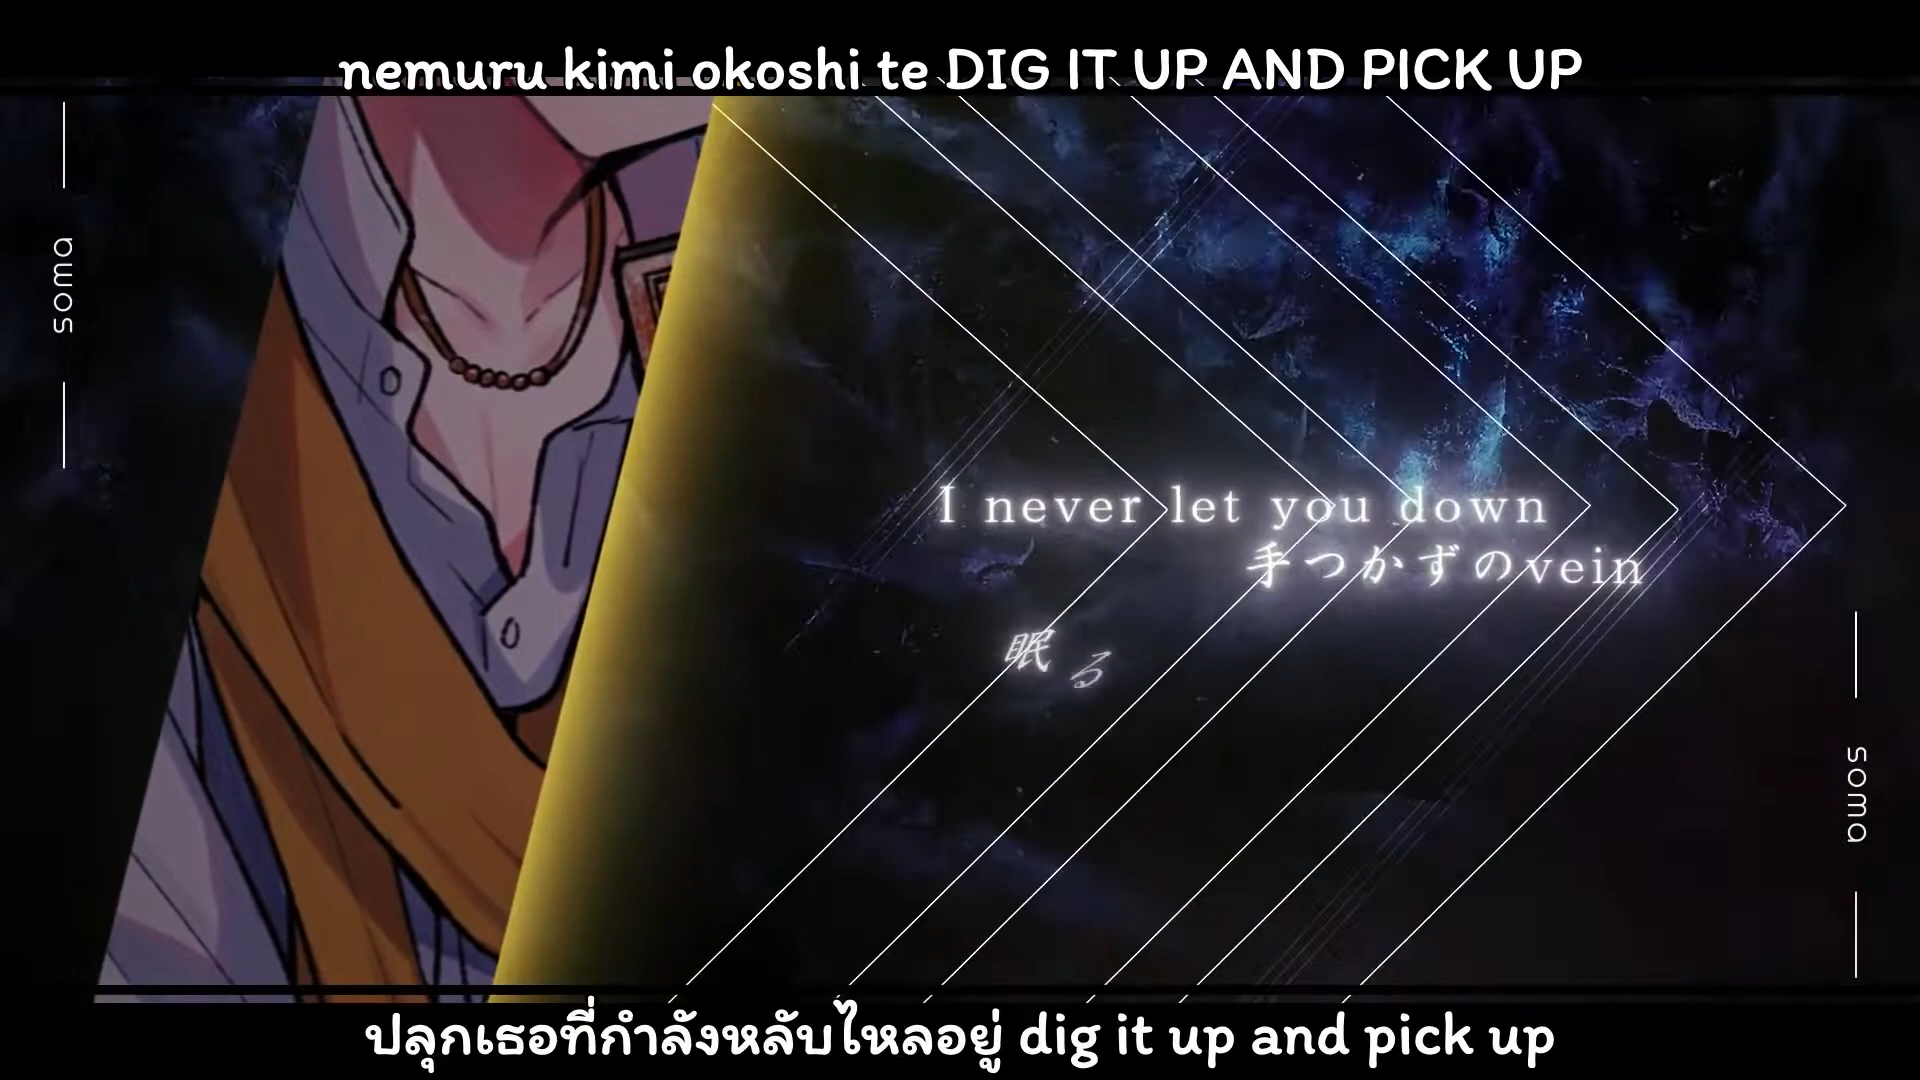 nemuru kimi okoshi te DIG IT UP AND PICK UP
soma
I never let you down
手つかずのvein
眠る
soma
ปลุกเธอที่กำลังหลับไหลอยู่ dig it up and pick up